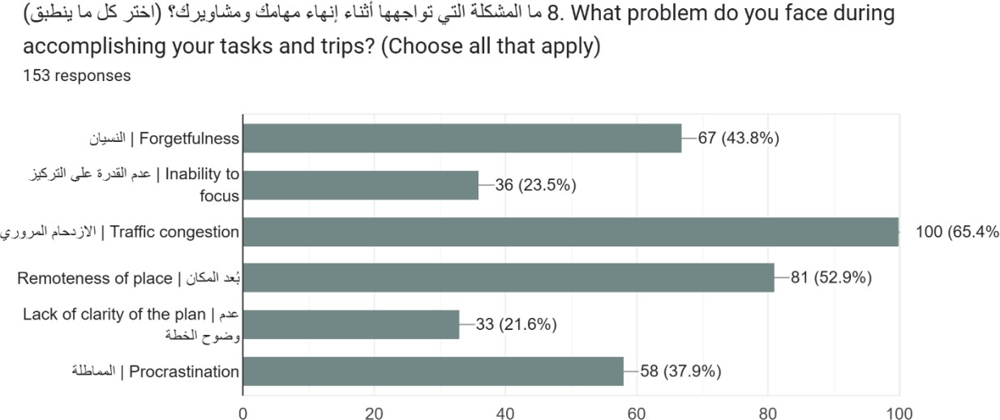 ما المشكلة التي تواجهها أثناء إنهاء مهامك ومشاويرك؟ (اختر كل ما ينطبق) 8. What problem do you face during
accomplishing your tasks and trips? (Choose all that apply)
153 responses
النسيان | Forgetfulness
67 (43.8%)
عدم القدرة على التركيز | Inability to
focus
36 (23.5%)
الازدحام المروري | Traffic congestion
100 (65.4%
Remoteness of place | بُعد المكان
81 (52.9%)
Lack of clarity of the plan | عدم
وضوح الخطة
33 (21.6%)
المماطلة | Procrastination
58 (37.9%)
0 20 40 60 80 100